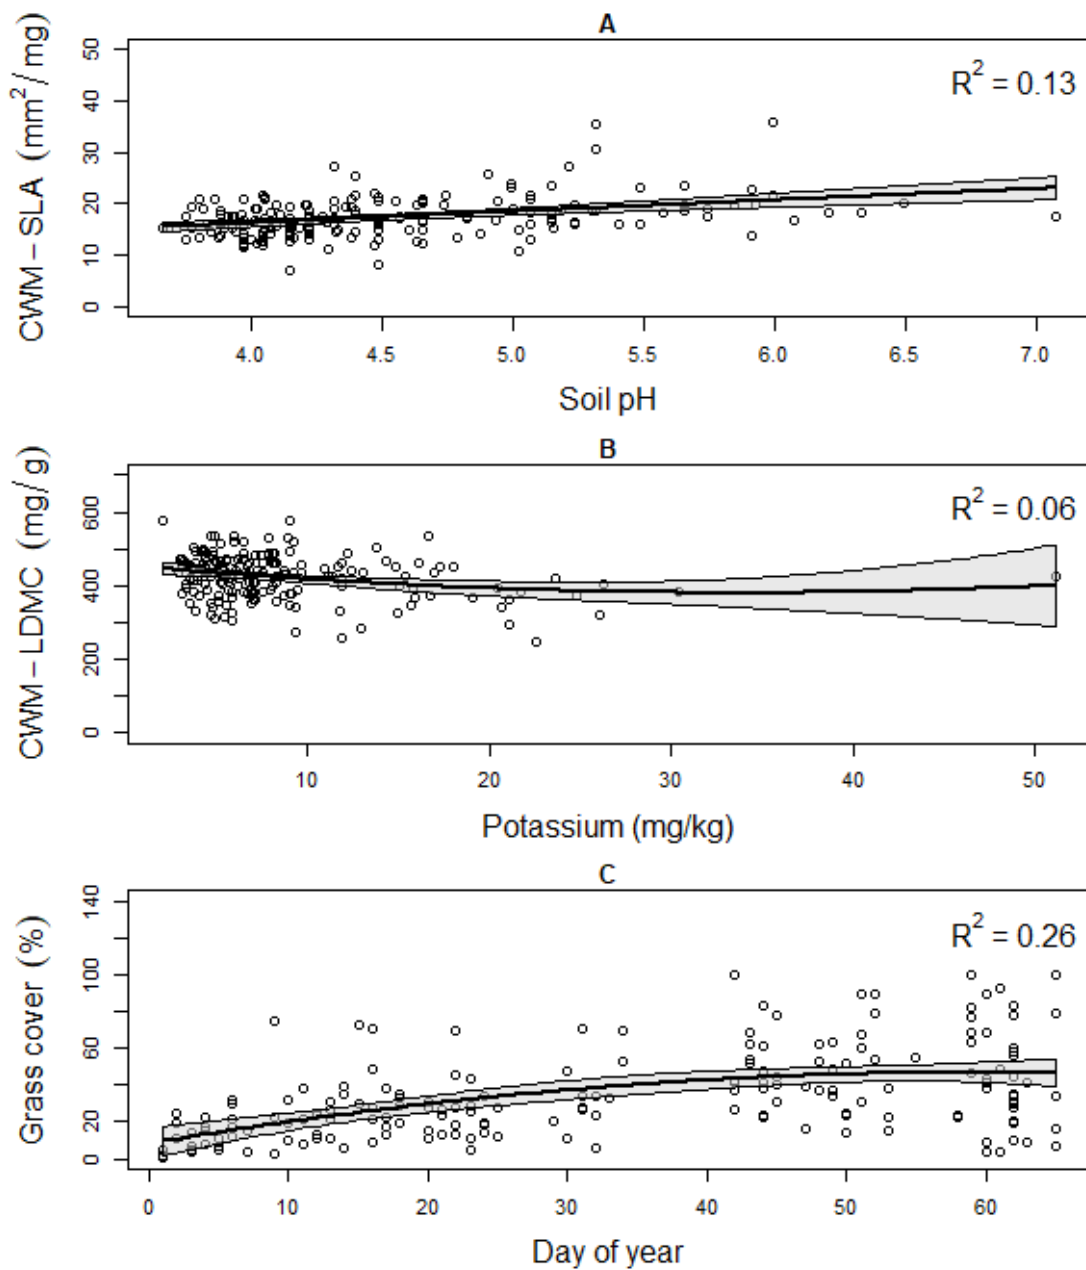 A
R² = 0.13
CWM – SLA (mm²/mg)
50
40
30
20
10
0
4.0 4.5 5.0 5.5 6.0 6.5 7.0
Soil pH
B
R² = 0.06
CWM – LDMC (mg/g)
600
400
200
0
10 20 30 40 50
Potassium (mg/kg)
C
R² = 0.26
Grass cover (%)
140
100
60
20
0
0 10 20 30 40 50 60
Day of year